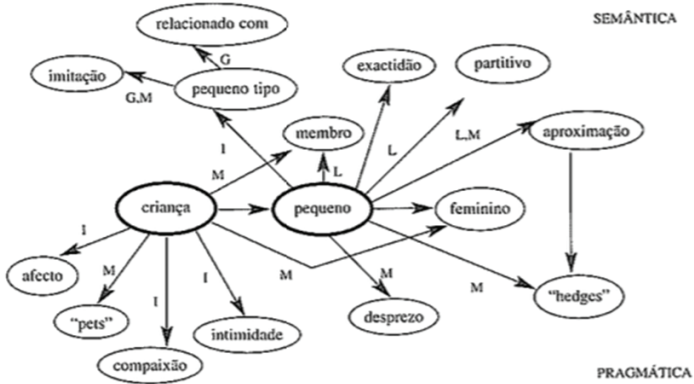 relacionado com
SEMÂNTICA
imitação
G
exactidão
partitivo
G,M
pequeno tipo
I
membro
L
L,M
aproximação
M
L
criança
pequeno
feminino
I
afecto
M
I
I
M
M
M
"hedges"
"pets"
intimidade
desprezo
compaixão
PRAGMÁTICA